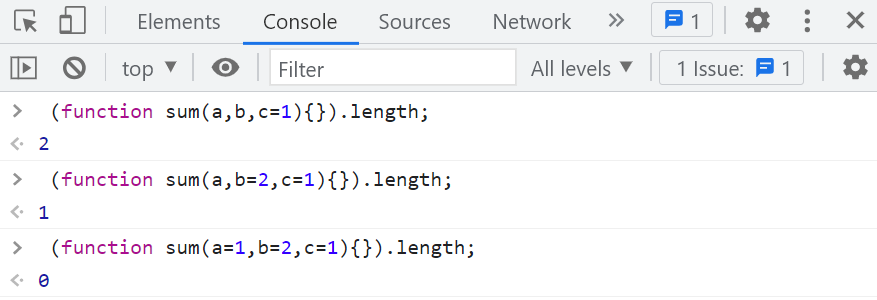 Elements Console Sources Network 1
top Filter All levels 1 Issue: 1
(function sum(a,b,c=1){}).length;
2
(function sum(a,b=2,c=1){}).length;
1
(function sum(a=1,b=2,c=1){}).length;
0